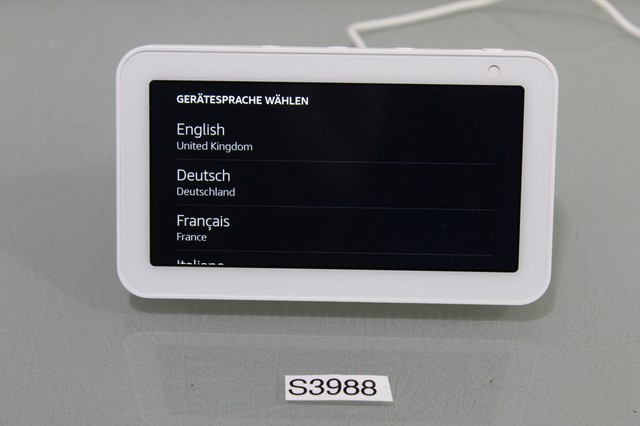 GERÄTESPRACHE WÄHLEN
English
United Kingdom
Deutsch
Deutschland
Français
France
S3988